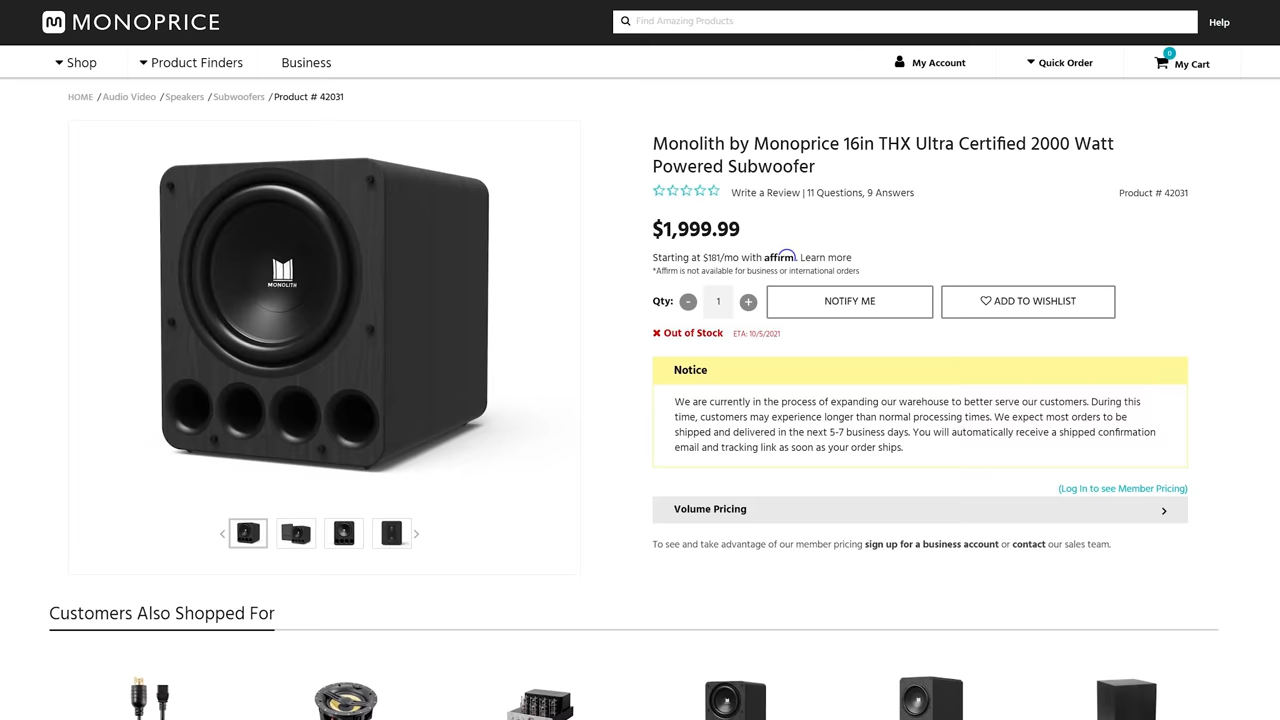 MONOPRICE
Find Amazing Products
Help
Shop
Product Finders
Business
My Account
Quick Order
0
My Cart
HOME / Audio Video / Speakers / Subwoofers / Product # 42031
MONOLITH
Monolith by Monoprice 16in THX Ultra Certified 2000 Watt
Powered Subwoofer
Write a Review | 11 Questions, 9 Answers
Product # 42031
$1,999.99
Starting at $181/mo with affirm. Learn more
*Affirm is not available for business or international orders
Qty: - 1 +
NOTIFY ME
ADD TO WISHLIST
Out of Stock
ETA: 10/5/2021
Notice
We are currently in the process of expanding our warehouse to better serve our customers. During this
time, customers may experience longer than normal processing times. We expect most orders to be
shipped and delivered in the next 5-7 business days. You will automatically receive a shipped confirmation
email and tracking link as soon as your order ships.
(Log In to see Member Pricing)
Volume Pricing
To see and take advantage of our member pricing sign up for a business account or contact our sales team.
Customers Also Shopped For